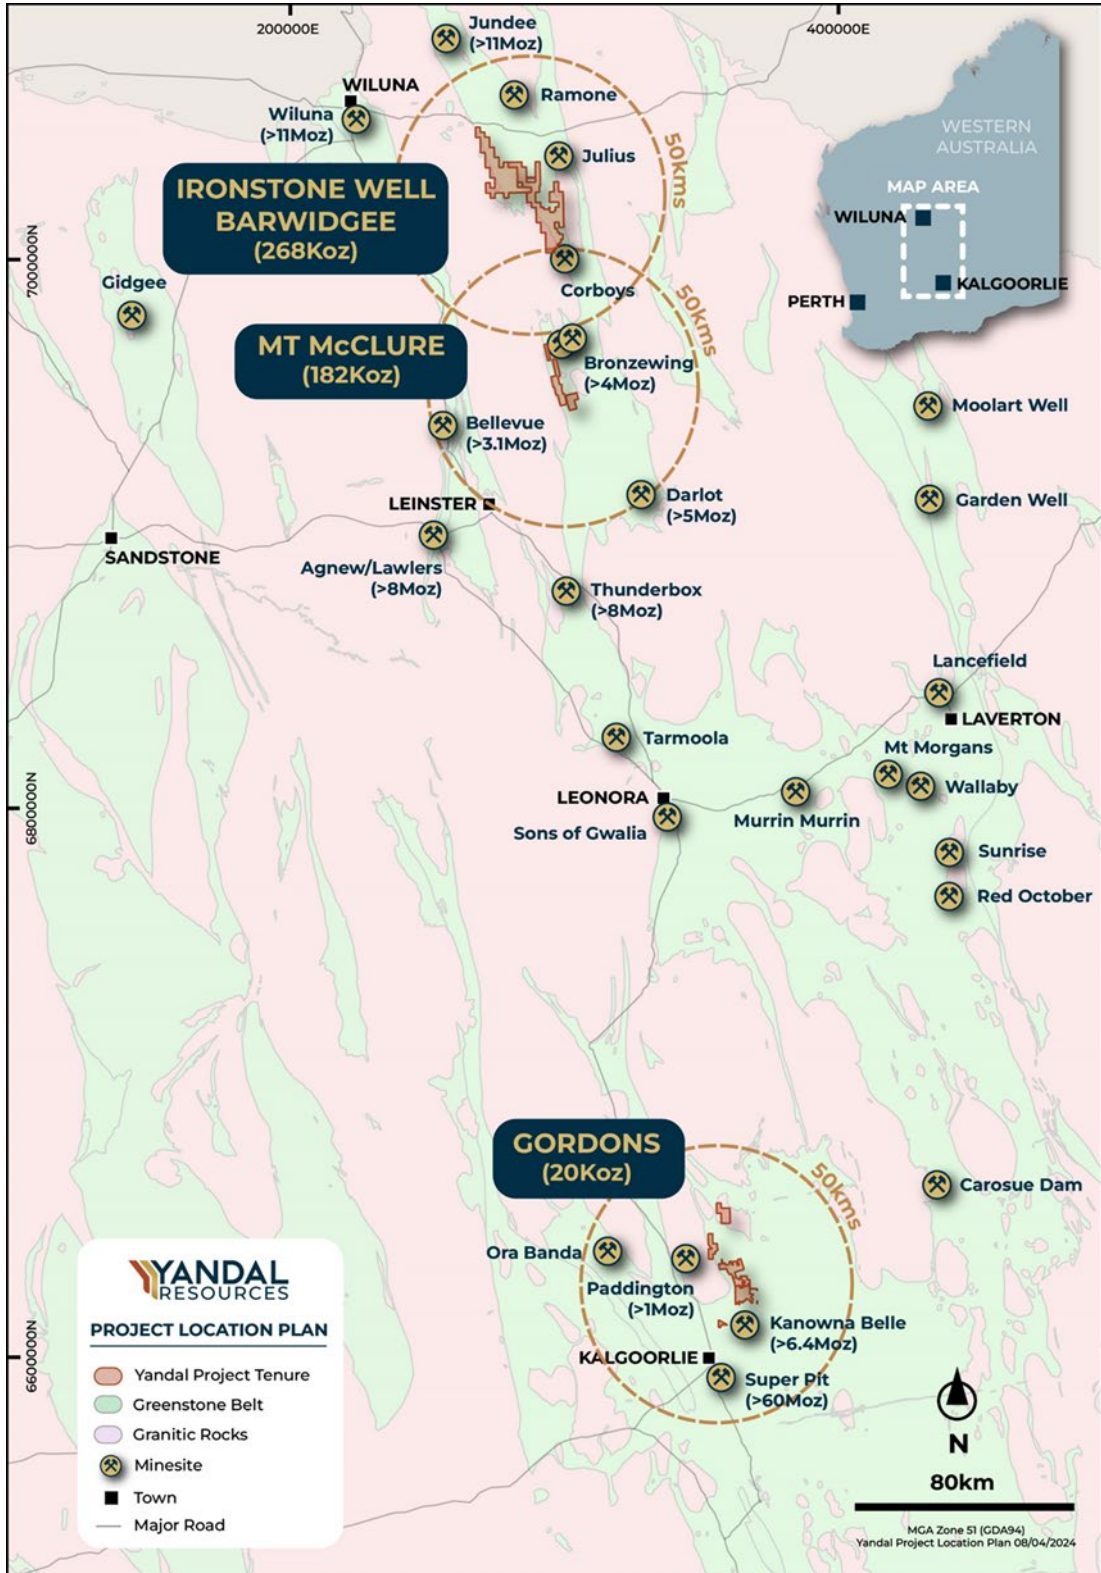 200000E
400000E
Jundee
(>11Moz)
WILUNA
Ramone
Wiluna
(>11Moz)
Julius
50kms
WESTERN
AUSTRALIA
MAP AREA
WILUNA
KALGOORLIE
PERTH
IRONSTONE WELL
BARWIDGEE
(268Koz)
7000000N
Gidgee
Corboys
50kms
MT McCLURE
(182Koz)
Bronzewing
(>4Moz)
Moolart Well
Bellevue
(>3.1Moz)
LEINSTER
Darlot
(>5Moz)
Garden Well
SANDSTONE
Agnew/Lawlers
(>8Moz)
Thunderbox
(>8Moz)
Lancefield
LAVERTON
Tarmoola
Mt Morgans
Wallaby
LEONORA
6800000N
Sons of Gwalia
Murrin Murrin
Sunrise
Red October
GORDONS
(20Koz)
50kms
Carosue Dam
Ora Banda
Paddington
(>1Moz)
Kanowna Belle
(>6.4Moz)
KALGOORLIE
6600000N
Super Pit
(>60Moz)
YANDAL
RESOURCES
PROJECT LOCATION PLAN
Yandal Project Tenure
Greenstone Belt
Granitic Rocks
Minesite
Town
Major Road
N
80km
MGA Zone 51 (GDA94)
Yandal Project Location Plan 08/04/2024